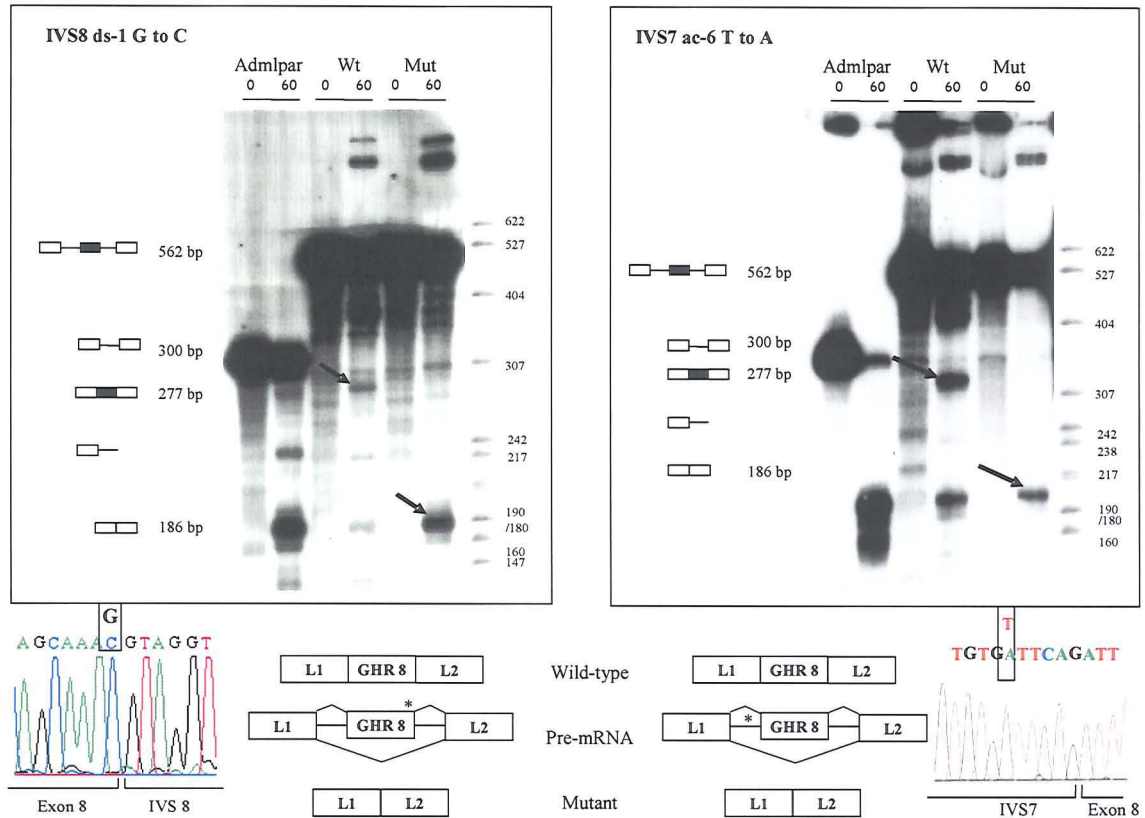 IVS8 ds-1 G to C
Admlpar Wt Mut
0 60 0 60 0 60
562 bp
300 bp
277 bp
186 bp
622
527
404
307
242
217
190
/180
160
147
IVS7 ac-6 T to A
Admlpar Wt Mut
0 60 0 60 0 60
562 bp
300 bp
277 bp
186 bp
622
527
404
307
242
238
217
190
/180
160
G
AGCAAACGTAGGT
Exon 8 IVS 8
L1 GHR 8 L2
*
L1 GHR 8 L2
L1 L2
Wild-type
Pre-mRNA
Mutant
L1 GHR 8 L2
*
L1 GHR 8 L2
L1 L2
T
TGTGATTCAGATT
IVS7 Exon 8